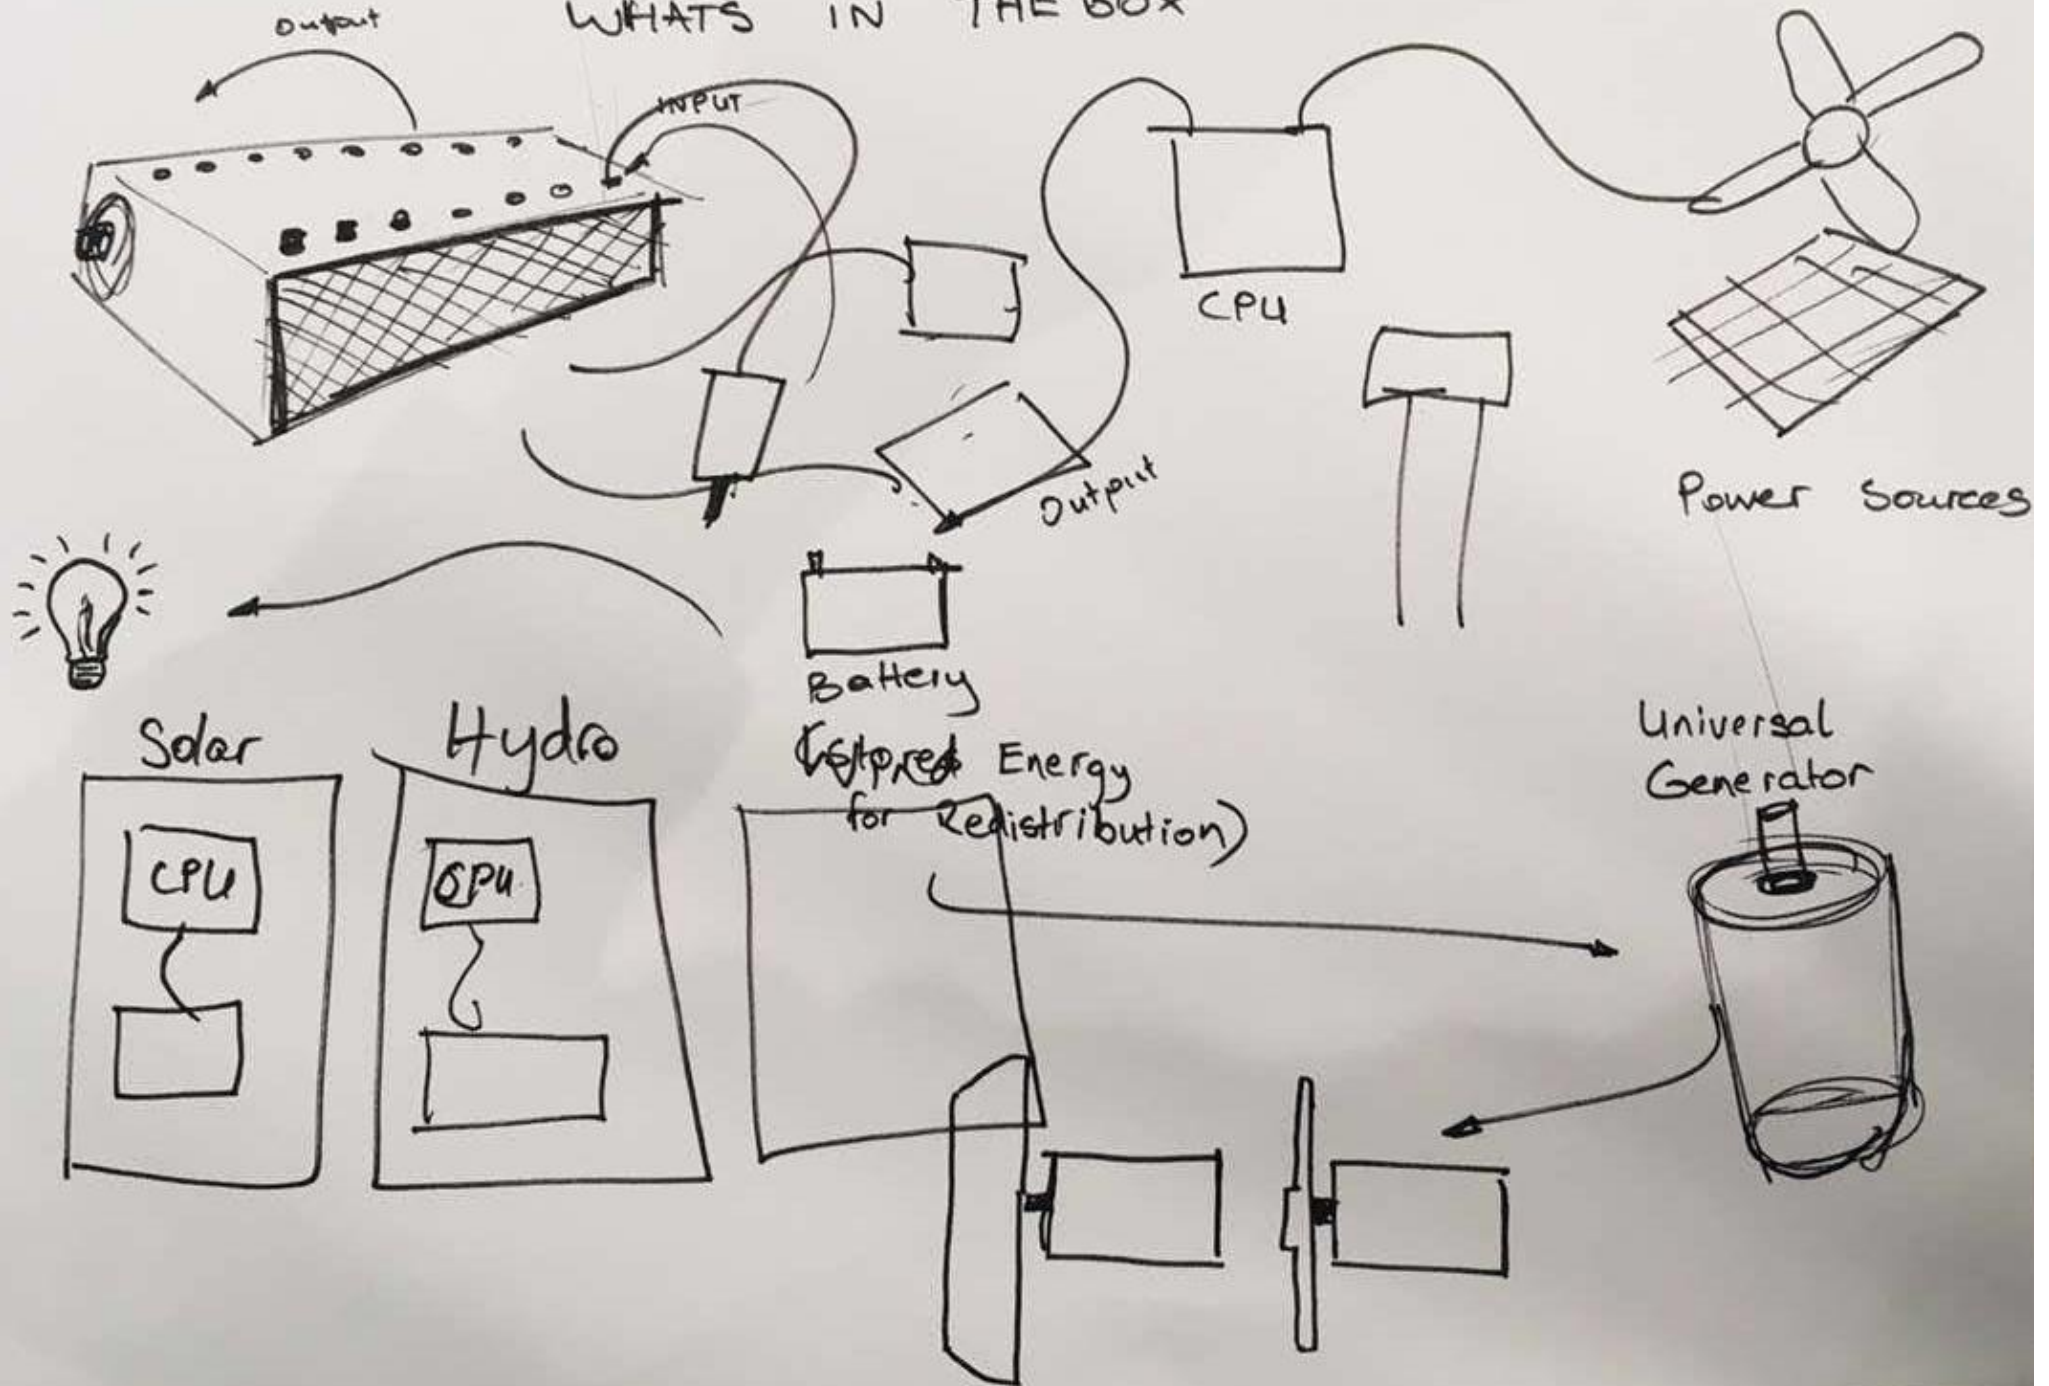 WHATS IN THE BOX
Output
INPUT
CPU
Output
Power Sources
Battery
(stored Energy
for Redistribution)
Solar
Hydro
CPU
CPU
Universal
Generator